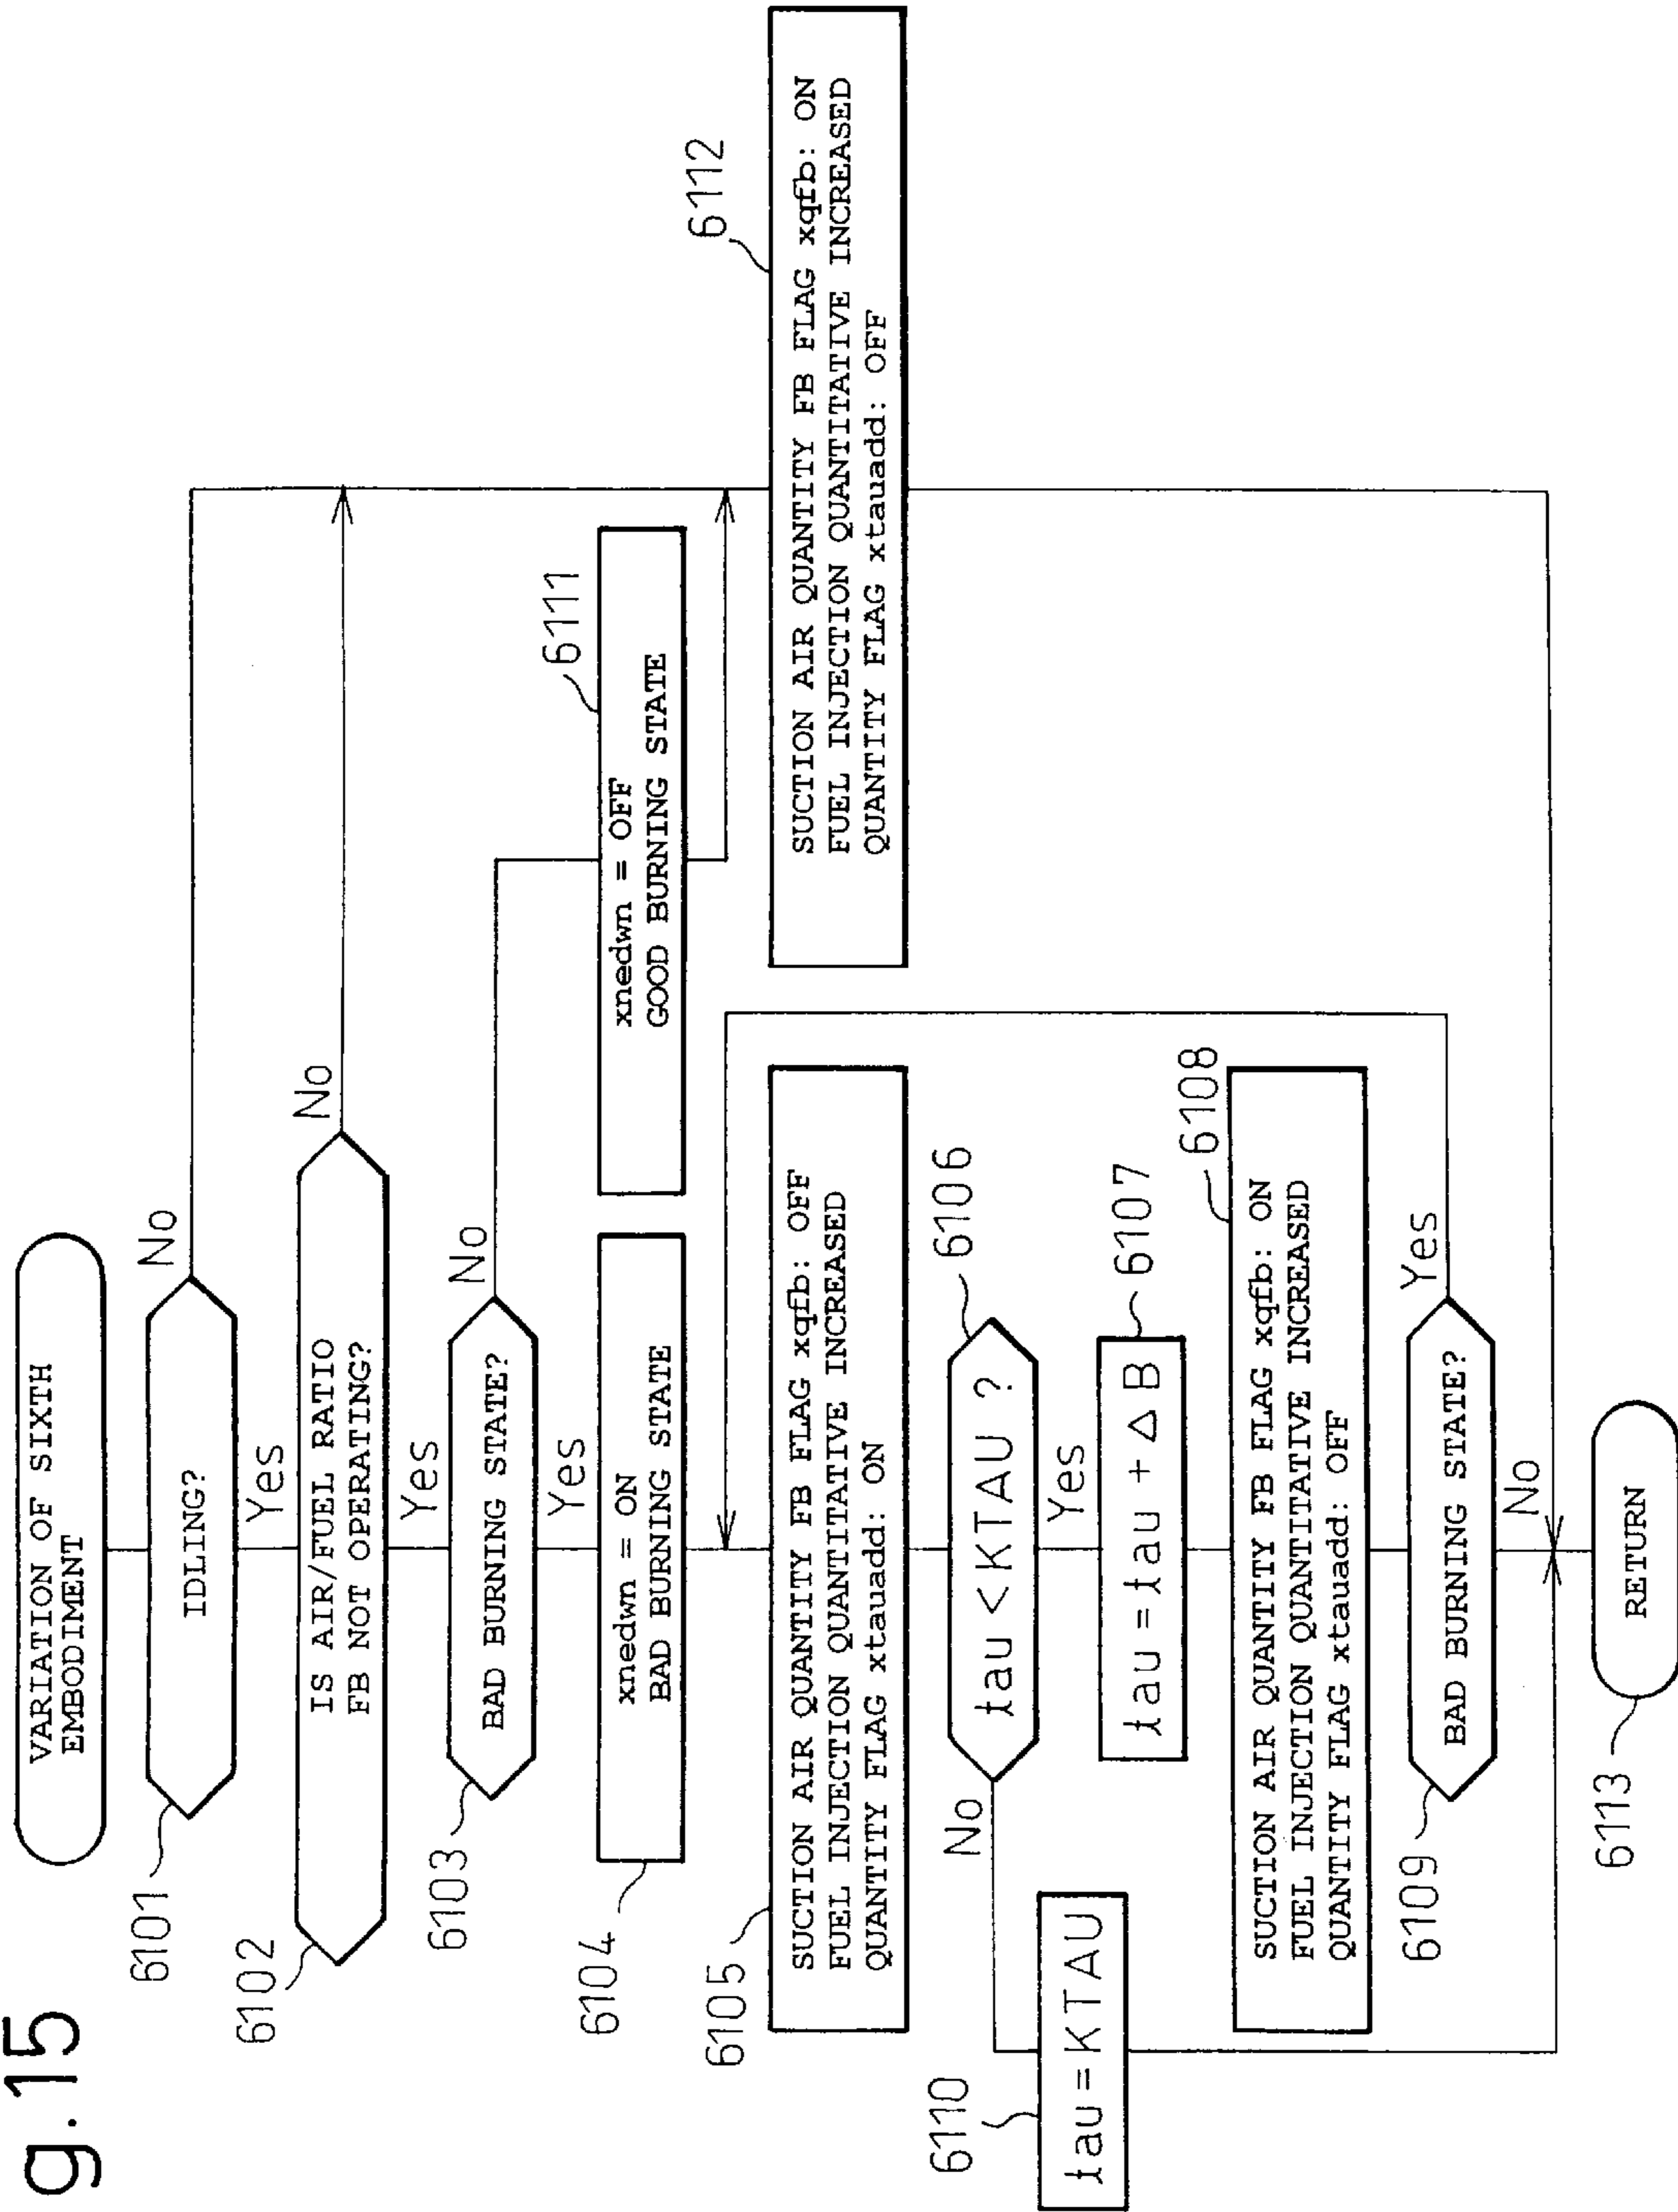 g.15
VARIATION OF SIXTH
EMBODIMENT
6101
IDLING?
No
Yes
6102
IS AIR/FUEL RATIO
FB NOT OPERATING?
No
Yes
6103
BAD BURNING STATE?
No
Yes
6104
xnedwn = ON
BAD BURNING STATE
6111
xnedwn = OFF
GOOD BURNING STATE
6105
SUCTION AIR QUANTITY FB FLAG xqfb: OFF
FUEL INJECTION QUANTITATIVE INCREASED
QUANTITY FLAG xtauadd: ON
6112
SUCTION AIR QUANTITY FB FLAG xqfb: ON
FUEL INJECTION QUANTITATIVE INCREASED
QUANTITY FLAG xtauadd: OFF
6106
tau < KTAU ?
No
Yes
6110
tau = KTAU
6107
tau = tau + Δ B
6108
SUCTION AIR QUANTITY FB FLAG xqfb: ON
FUEL INJECTION QUANTITATIVE INCREASED
QUANTITY FLAG xtauadd: OFF
6109
BAD BURNING STATE?
Yes
No
6113
RETURN